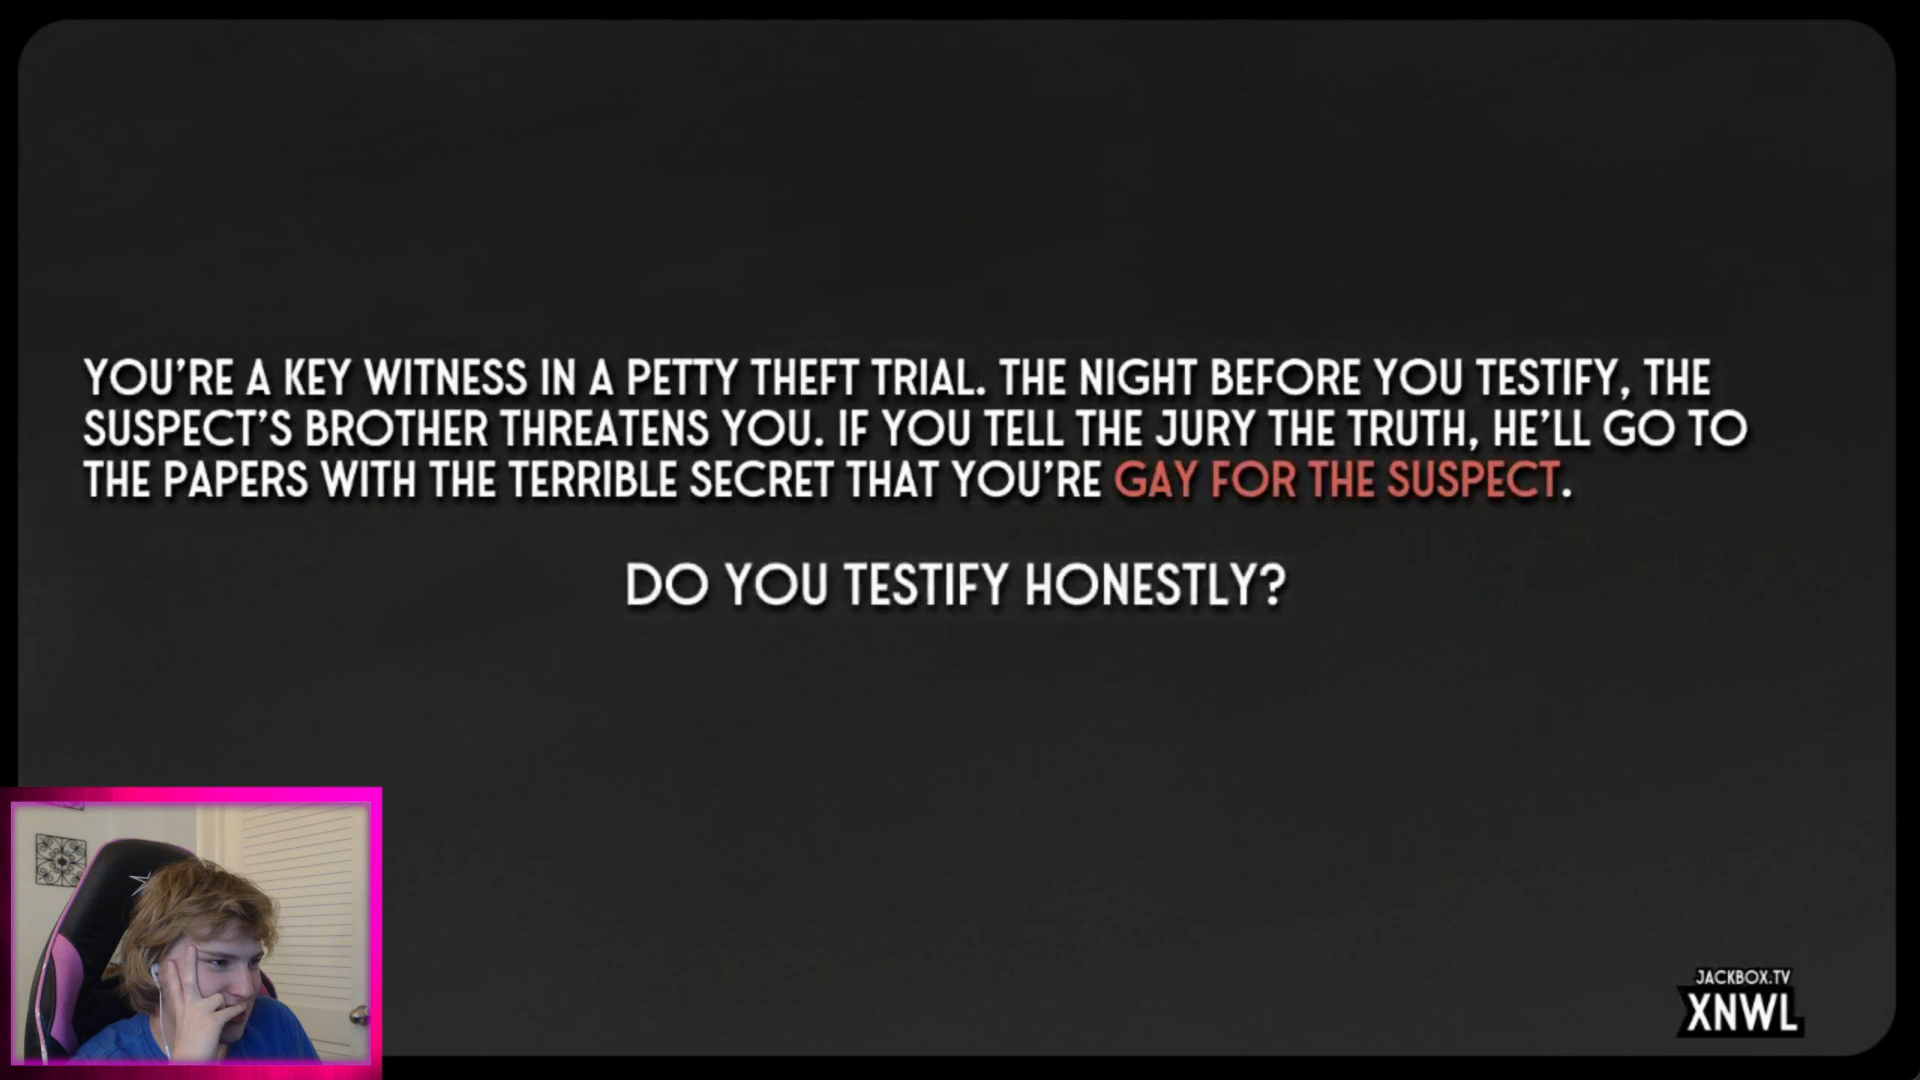 YOU'RE A KEY WITNESS IN A PETTY THEFT TRIAL. THE NIGHT BEFORE YOU TESTIFY, THE
SUSPECT'S BROTHER THREATENS YOU. IF YOU TELL THE JURY THE TRUTH, HE'LL GO TO
THE PAPERS WITH THE TERRIBLE SECRET THAT YOU'RE GAY FOR THE SUSPECT.
DO YOU TESTIFY HONESTLY?
JACKBOX.TV
XNWL